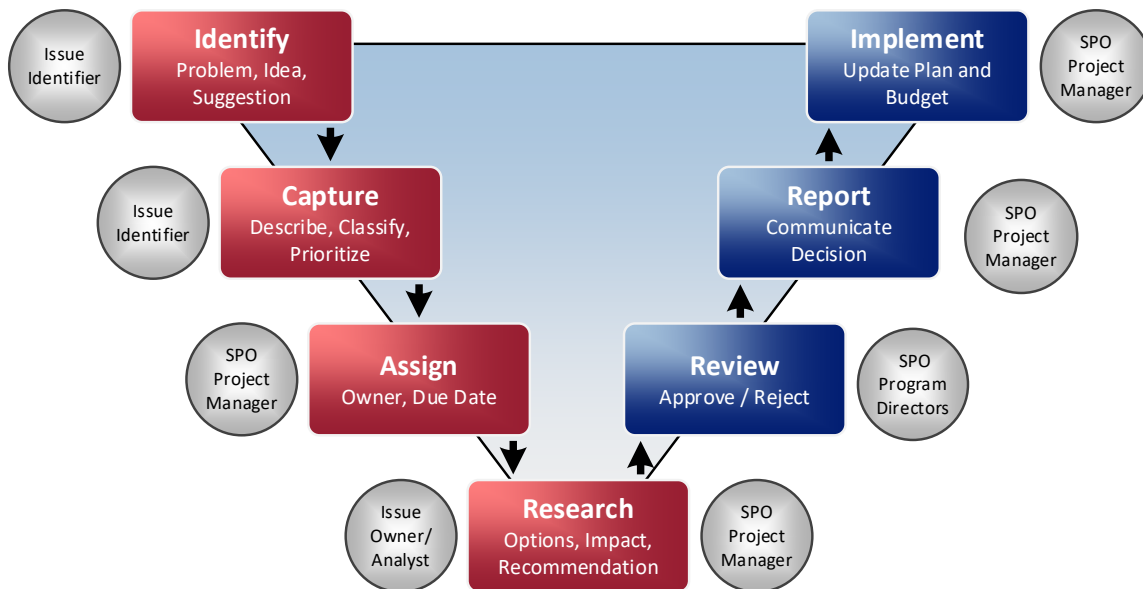 Issue
Identifier
Identify
Problem, Idea,
Suggestion
Implement
Update Plan and
Budget
SPO
Project
Manager
Issue
Identifier
Capture
Describe, Classify,
Prioritize
Report
Communicate
Decision
SPO
Project
Manager
SPO
Project
Manager
Assign
Owner, Due Date
Review
Approve / Reject
SPO
Program
Directors
Issue
Owner/
Analyst
Research
Options, Impact,
Recommendation
SPO
Project
Manager